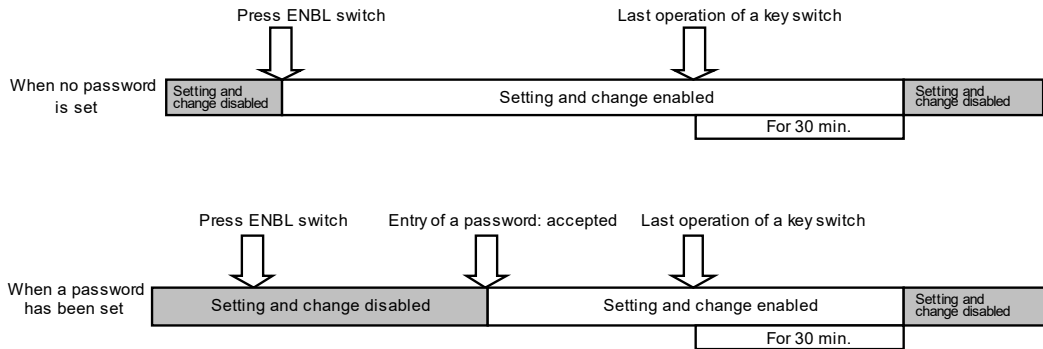 Press ENBL switch
Last operation of a key switch
When no password
is set
Setting and
change disabled
Setting and change enabled
Setting and
change disabled
For 30 min.
Press ENBL switch
Entry of a password: accepted
Last operation of a key switch
When a password
has been set
Setting and change disabled
Setting and change enabled
Setting and
change disabled
For 30 min.